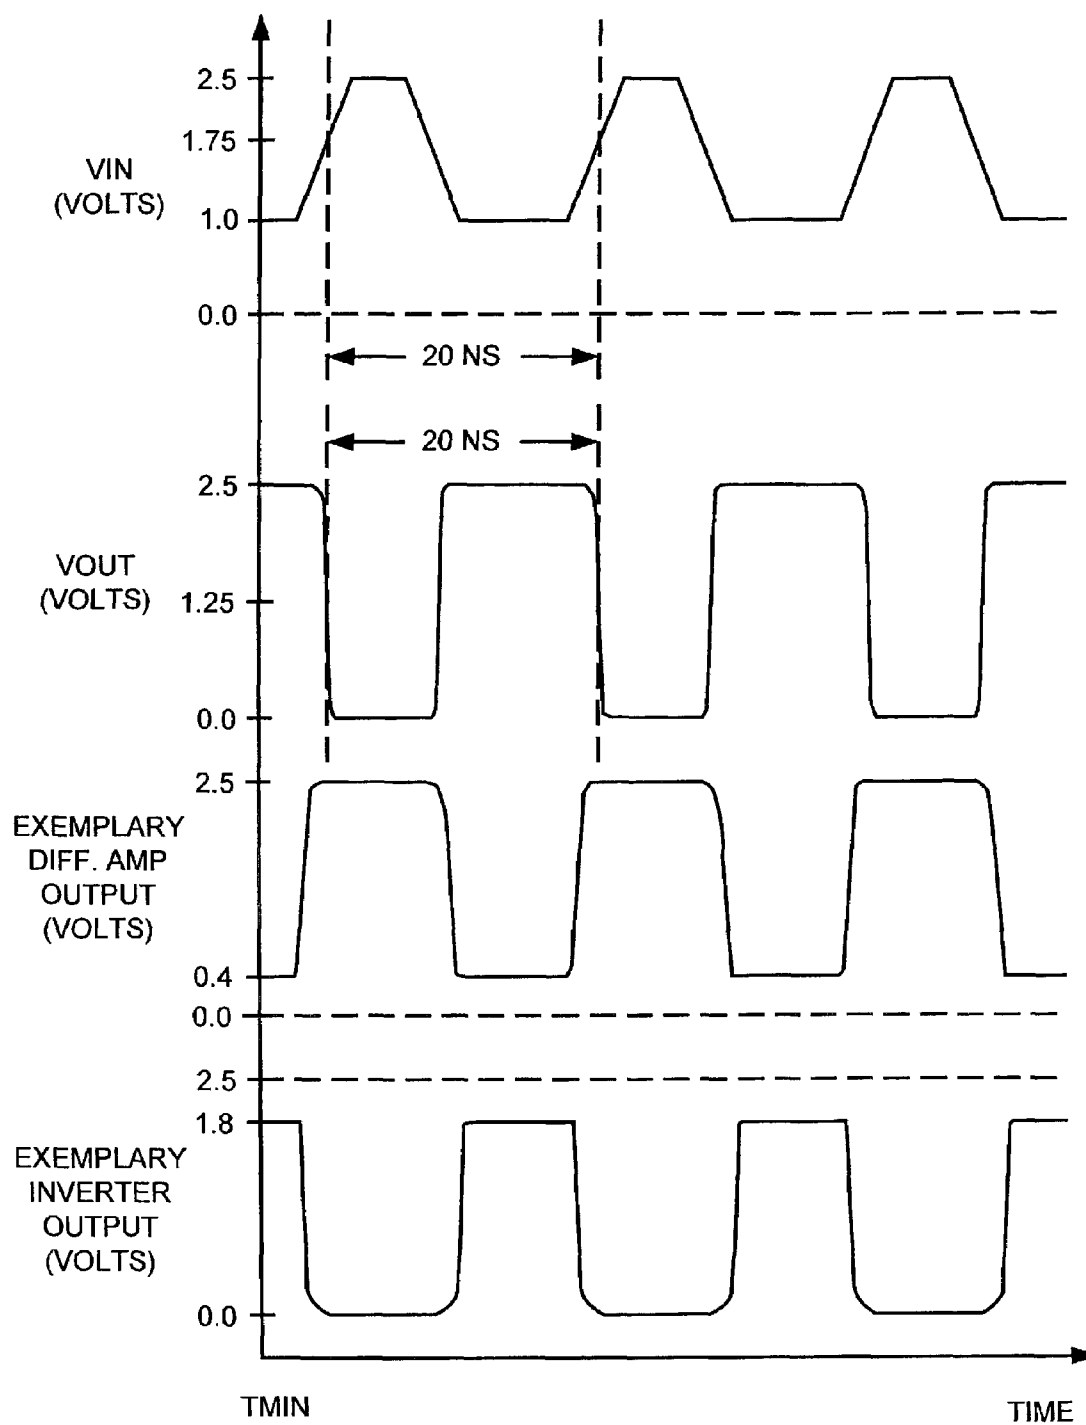 2.5
1.75
VIN
(VOLTS)
1.0
0.0
20 NS
20 NS
2.5
VOUT
(VOLTS)
1.25
0.0
2.5
EXEMPLARY
DIFF. AMP
OUTPUT
(VOLTS)
0.4
0.0
2.5
1.8
EXEMPLARY
INVERTER
OUTPUT
(VOLTS)
0.0
TMIN
TIME